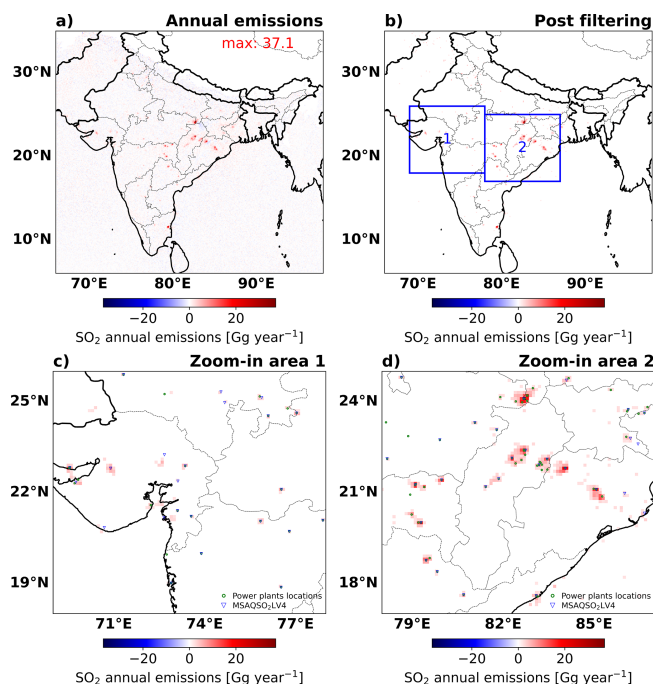 a) Annual emissions
max: 37.1
30°N
20°N
10°N
70°E 80°E 90°E
−20 0 20
SO₂ annual emissions [Gg year⁻¹]
b) Post filtering
1
2
30°N
20°N
10°N
70°E 80°E 90°E
−20 0 20
SO₂ annual emissions [Gg year⁻¹]
c) Zoom-in area 1
25°N
22°N
19°N
Power plants locations
MSAQSO₂LV4
71°E 74°E 77°E
−20 0 20
SO₂ annual emissions [Gg year⁻¹]
d) Zoom-in area 2
24°N
21°N
18°N
Power plants locations
MSAQSO₂LV4
79°E 82°E 85°E
−20 0 20
SO₂ annual emissions [Gg year⁻¹]